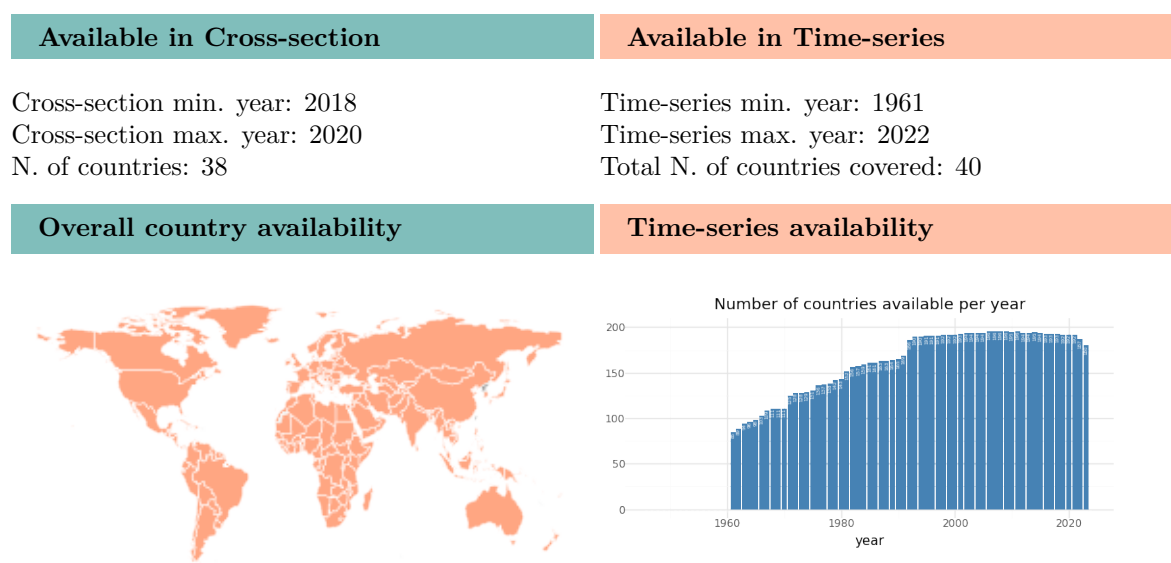 Available in Cross-section
Available in Time-series
Cross-section min. year: 2018
Cross-section max. year: 2020
N. of countries: 38
Time-series min. year: 1961
Time-series max. year: 2022
Total N. of countries covered: 40
Overall country availability
Time-series availability
Number of countries available per year
200
150
100
50
0
1960
1980
2000
2020
year